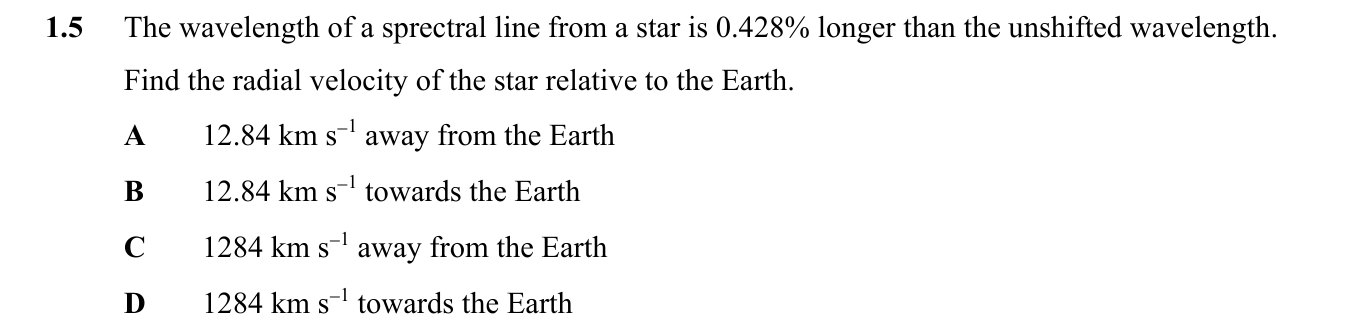 1.5 The wavelength of a sprectral line from a star is 0.428% longer than the unshifted wavelength.
Find the radial velocity of the star relative to the Earth.
A 12.84 km s⁻¹ away from the Earth
B 12.84 km s⁻¹ towards the Earth
C 1284 km s⁻¹ away from the Earth
D 1284 km s⁻¹ towards the Earth